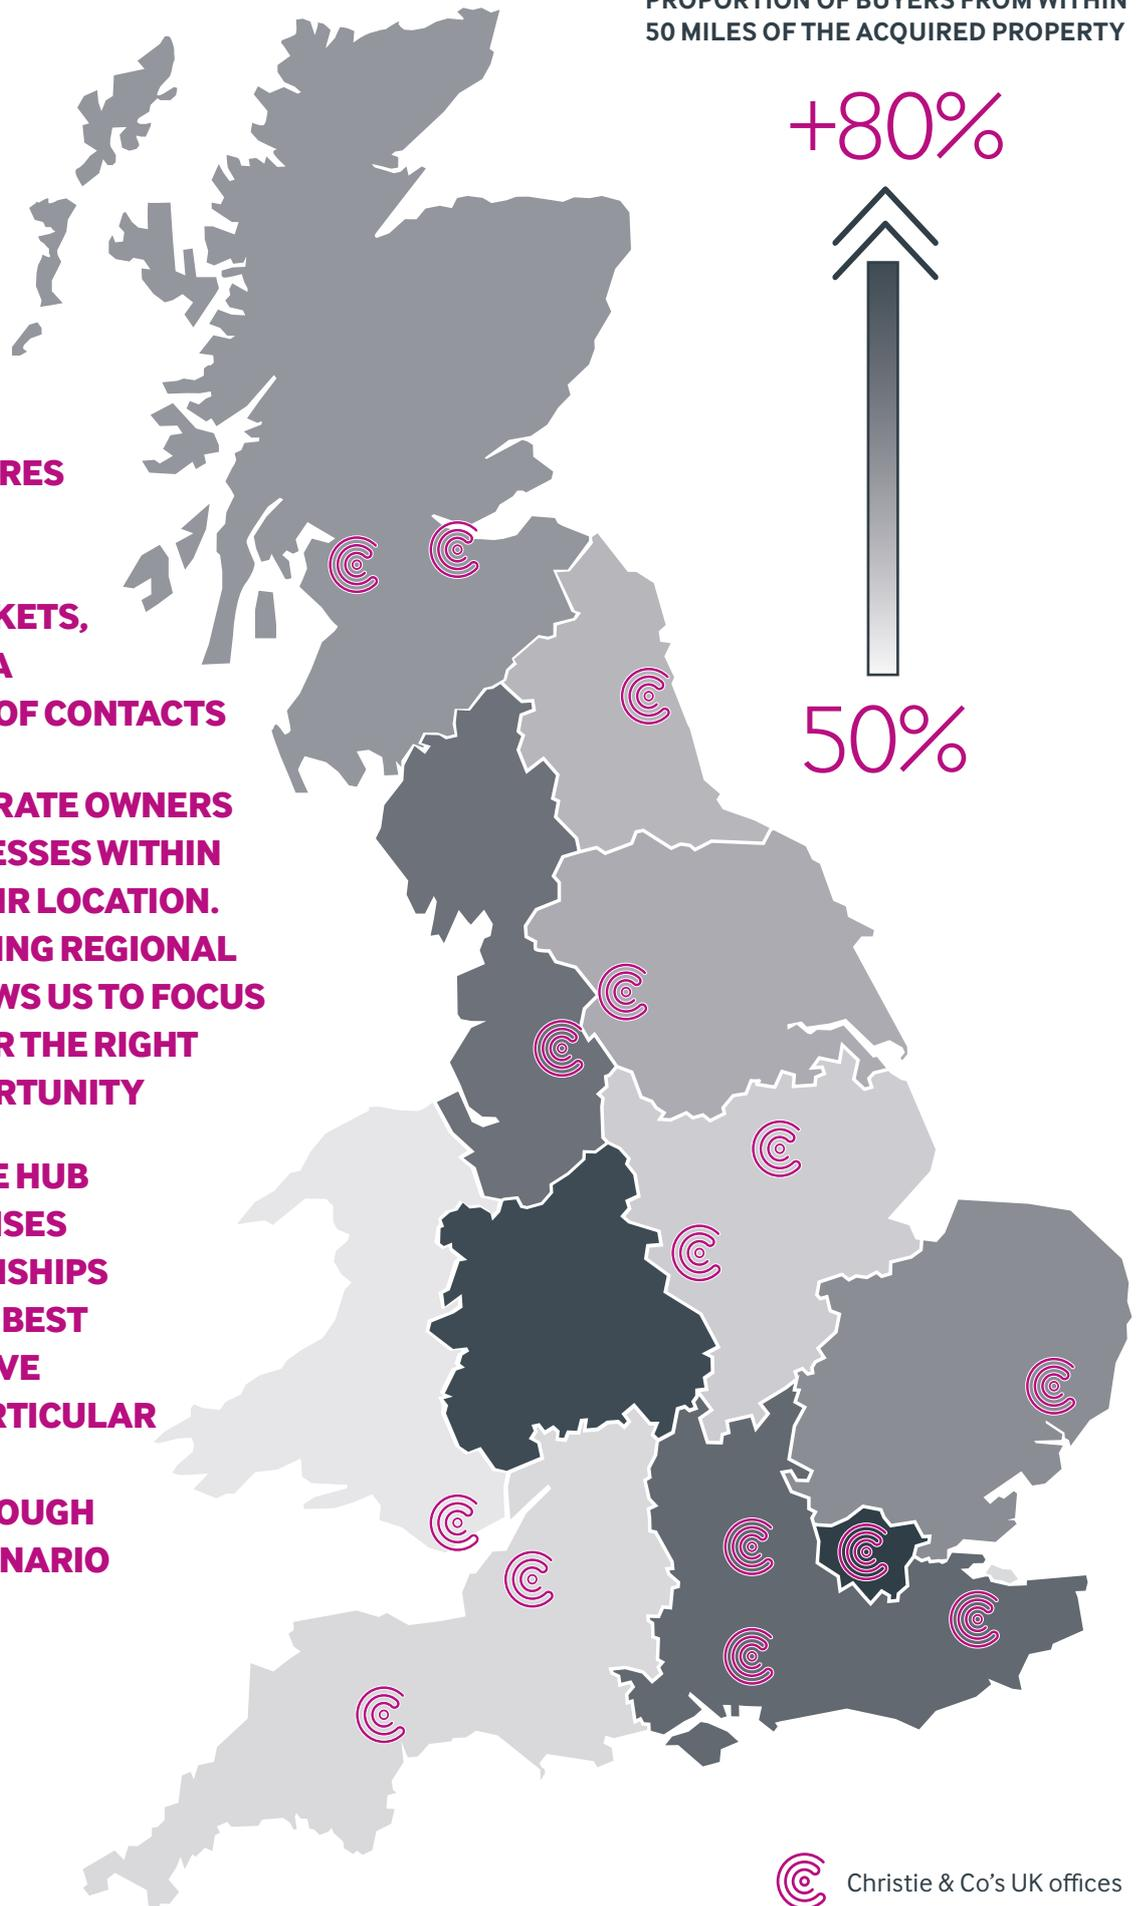 PROPORTION OF BUYERS FROM WITHIN
50 MILES OF THE ACQUIRED PROPERTY
+80%
50%
RES
KETS,
A
OF CONTACTS
RATE OWNERS
ESSES WITHIN
IR LOCATION.
ING REGIONAL
WS US TO FOCUS
R THE RIGHT
RTUNITY
E HUB
ISES
NSHIPS
BEST
VE
RTICULAR
OUGH
NARIO
Christie & Co's UK offices